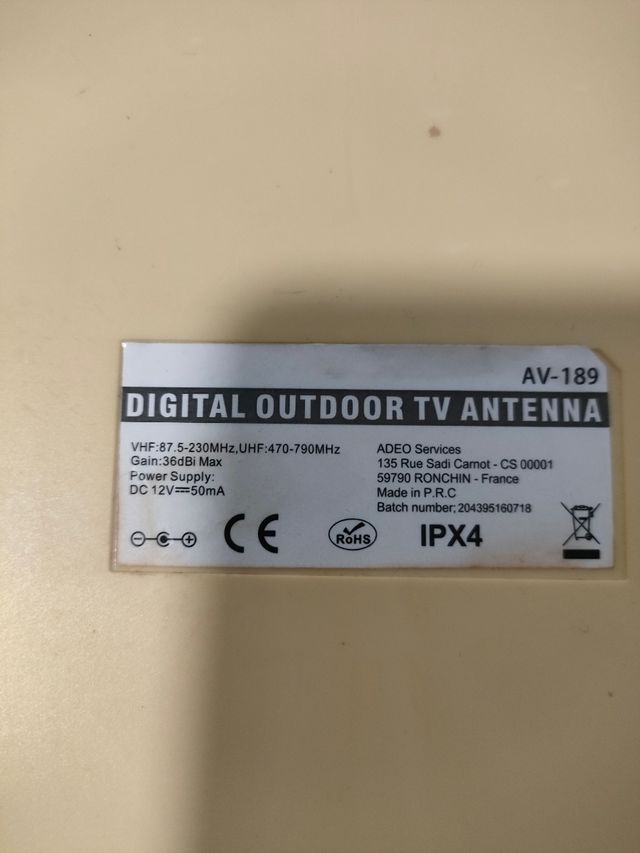 AV-189
DIGITAL OUTDOOR TV ANTENNA
VHF:87.5-230MHz,UHF:470-790MHz
Gain:36dBi Max
Power Supply:
DC 12V⎓50mA
ADEO Services
135 Rue Sadi Carnot - CS 00001
59790 RONCHIN - France
Made in P.R.C
Batch number; 204395160718
CE
RoHS
IPX4